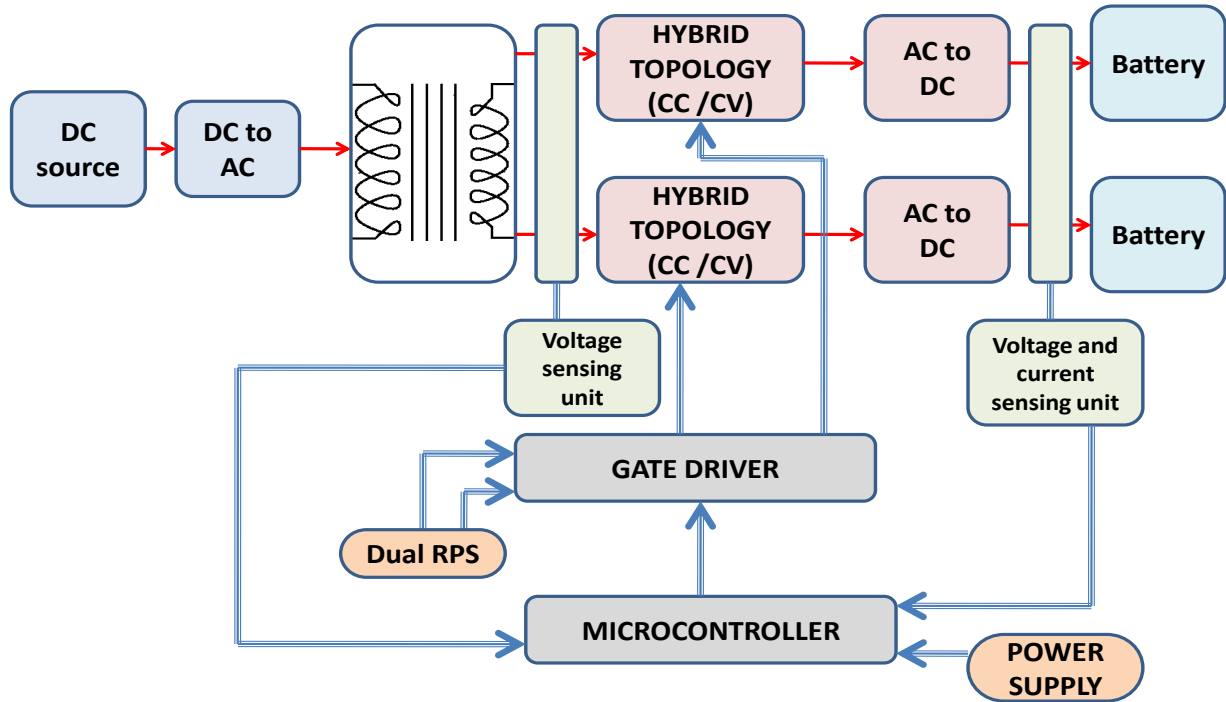 DC
source
DC to
AC
HYBRID
TOPOLOGY
(CC /CV)
AC to
DC
Battery
HYBRID
TOPOLOGY
(CC /CV)
AC to
DC
Battery
Voltage
sensing
unit
Voltage and
current
sensing unit
GATE DRIVER
Dual RPS
MICROCONTROLLER
POWER
SUPPLY